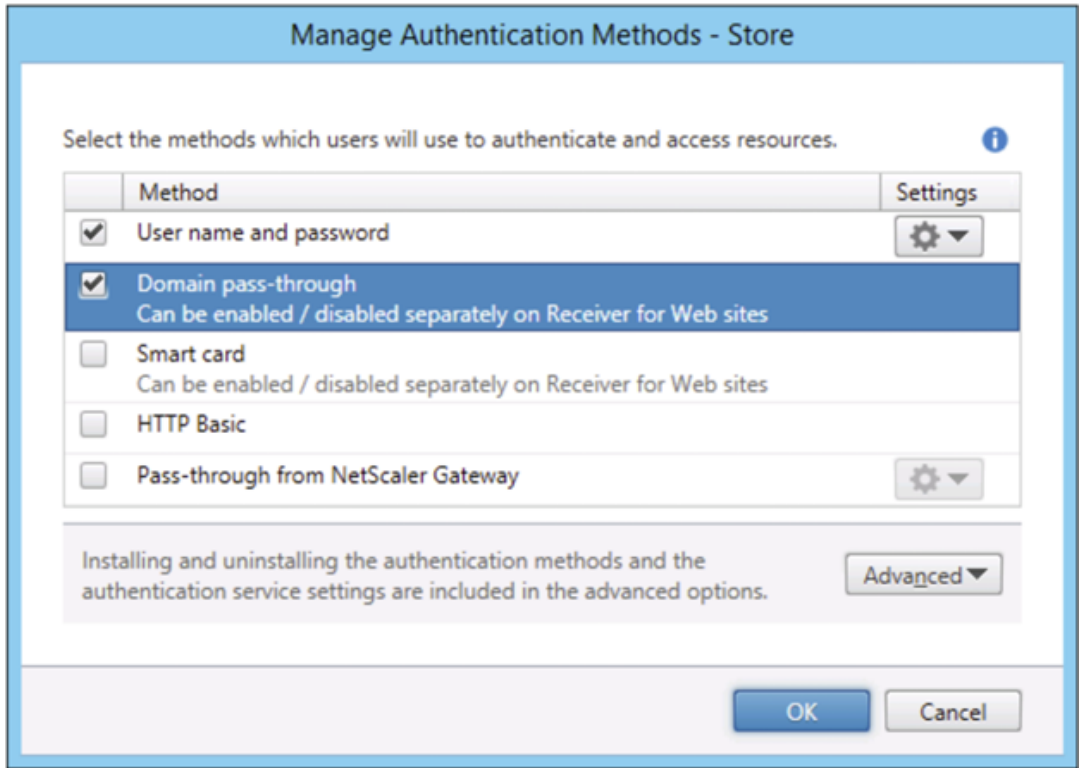 Manage Authentication Methods - Store
Select the methods which users will use to authenticate and access resources.
Method Settings
User name and password
Domain pass-through
Can be enabled / disabled separately on Receiver for Web sites
Smart card
Can be enabled / disabled separately on Receiver for Web sites
HTTP Basic
Pass-through from NetScaler Gateway
Installing and uninstalling the authentication methods and the
authentication service settings are included in the advanced options.
Advanced
OK Cancel